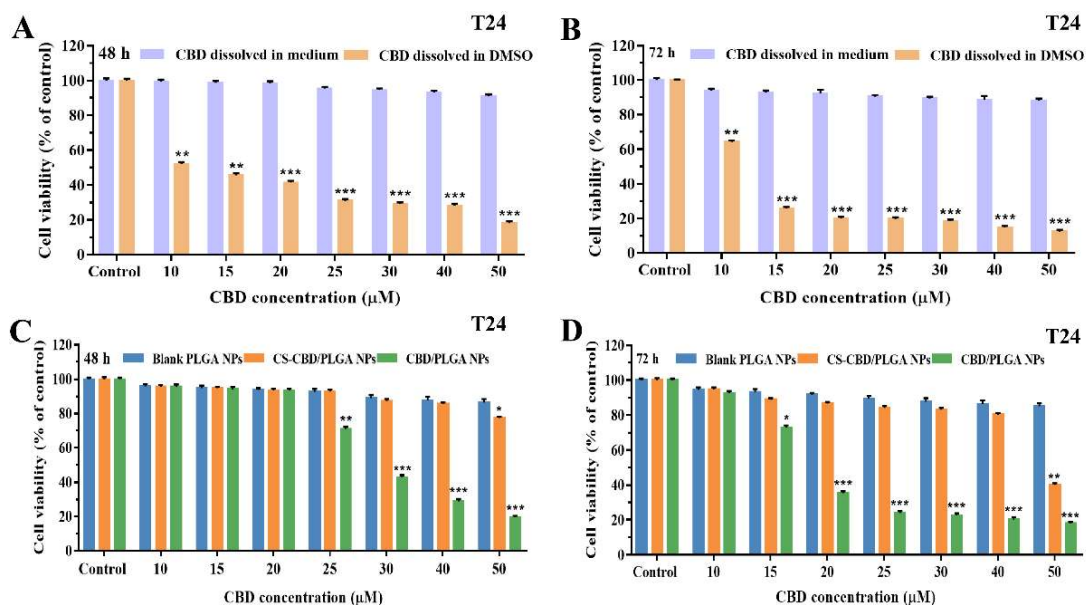 A
T24
48 h
CBD dissolved in medium
CBD dissolved in DMSO
Cell viability (% of control)
120
100
80
60
40
20
0
** ** ** *** *** *** ***
Control 10 15 20 25 30 40 50
CBD concentration (μM)
B
T24
72 h
CBD dissolved in medium
CBD dissolved in DMSO
Cell viability (% of control)
120
100
80
60
40
20
0
** *** *** *** *** *** ***
Control 10 15 20 25 30 40 50
CBD concentration (μM)
C
T24
48 h
Blank PLGA NPs
CS-CBD/PLGA NPs
CBD/PLGA NPs
Cell viability (% of control)
120
100
80
60
40
20
0
** *** *** * ***
Control 10 15 20 25 30 40 50
CBD concentration (μM)
D
T24
72 h
Blank PLGA NPs
CS-CBD/PLGA NPs
CBD/PLGA NPs
Cell viability (% of control)
120
100
80
60
40
20
0
* *** *** *** *** ** ***
Control 10 15 20 25 30 40 50
CBD concentration (μM)